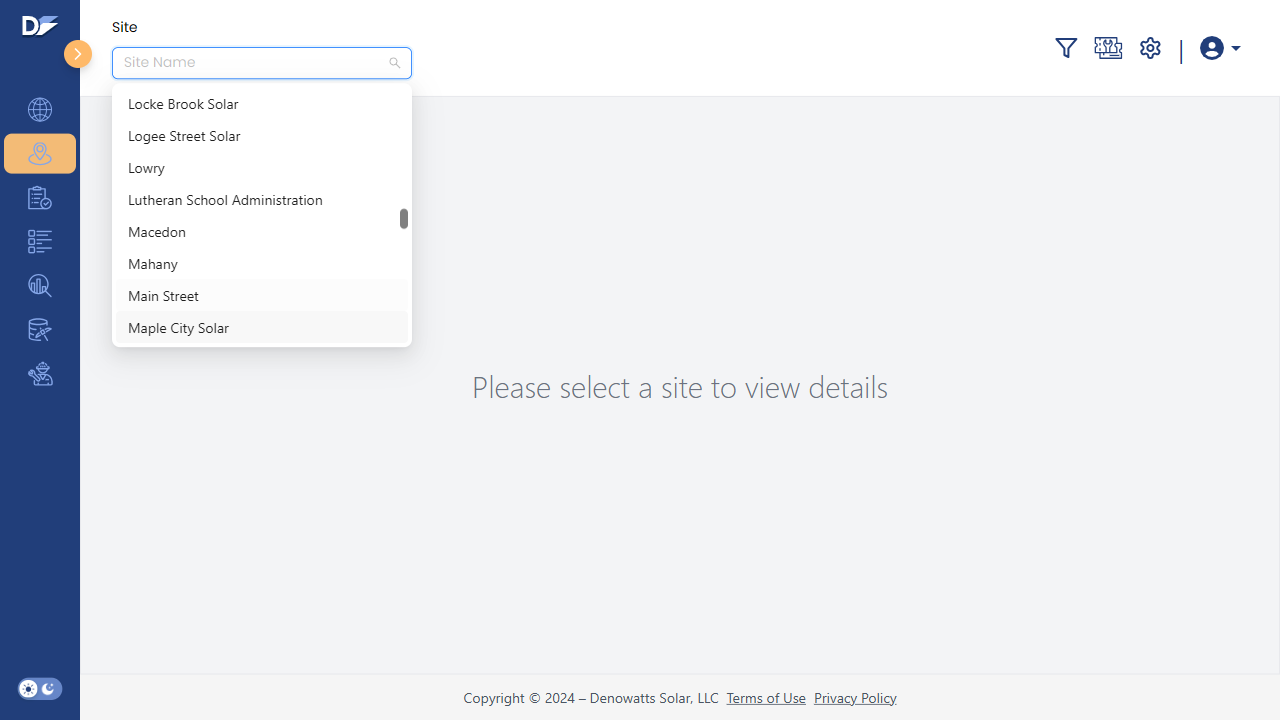 Site
Site Name
Locke Brook Solar
Logee Street Solar
Lowry
Lutheran School Administration
Macedon
Mahany
Main Street
Maple City Solar
Please select a site to view details
Copyright © 2024 – Denowatts Solar, LLC Terms of Use Privacy Policy